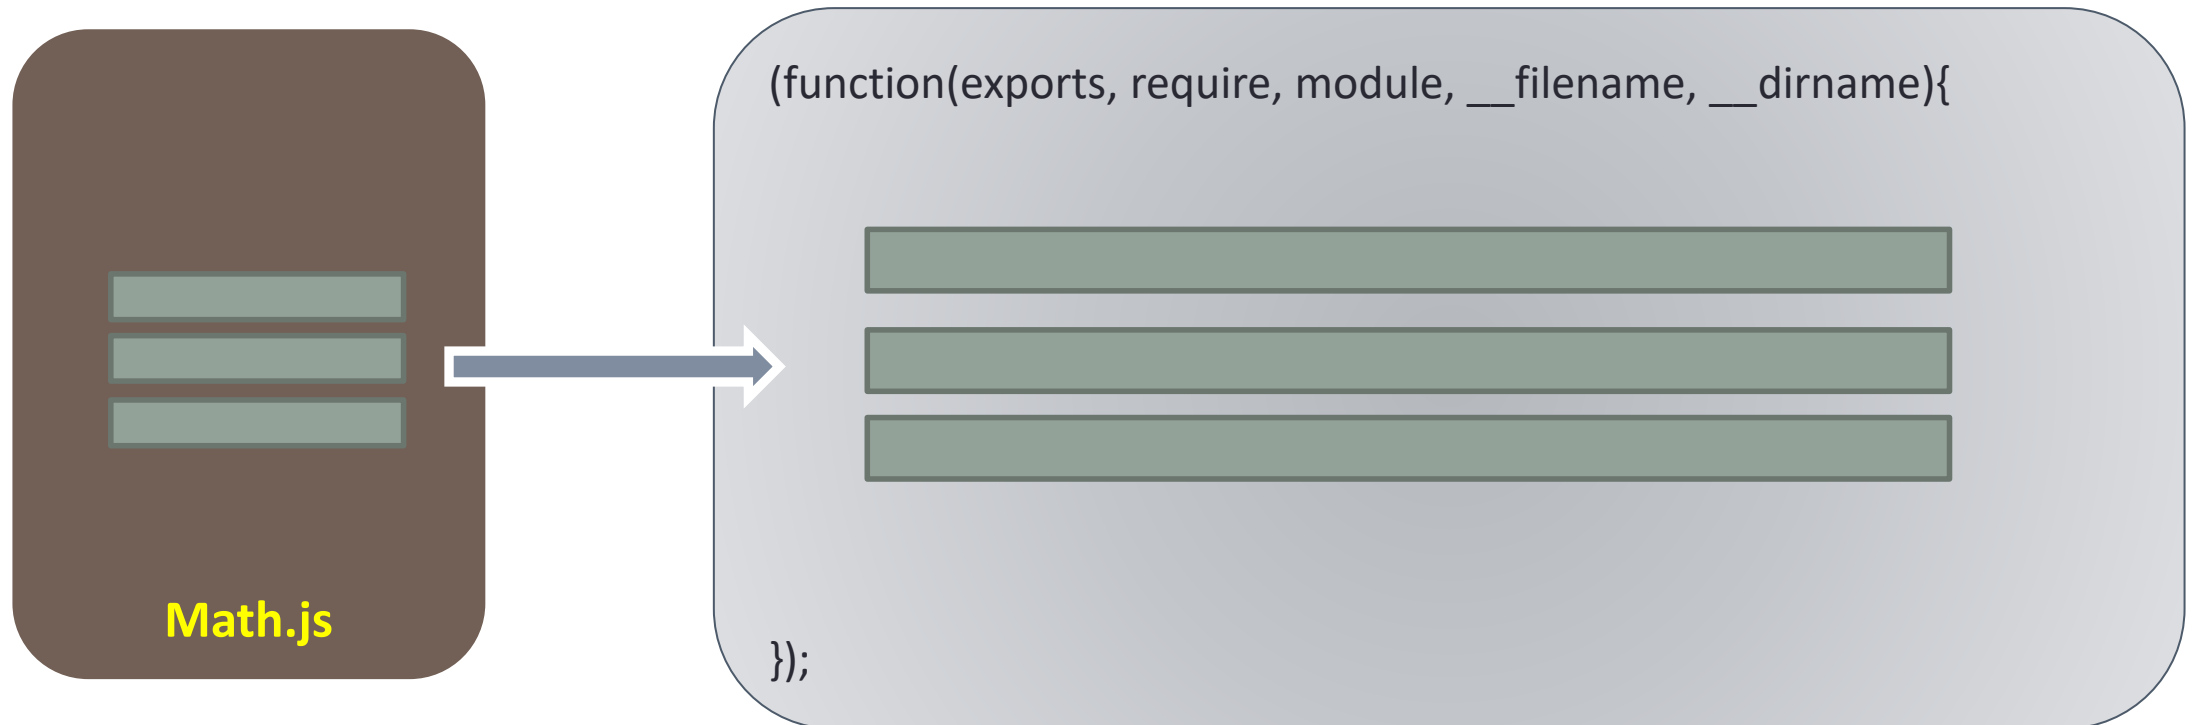 (function(exports, require, module, __filename, __dirname){
Math.js
});